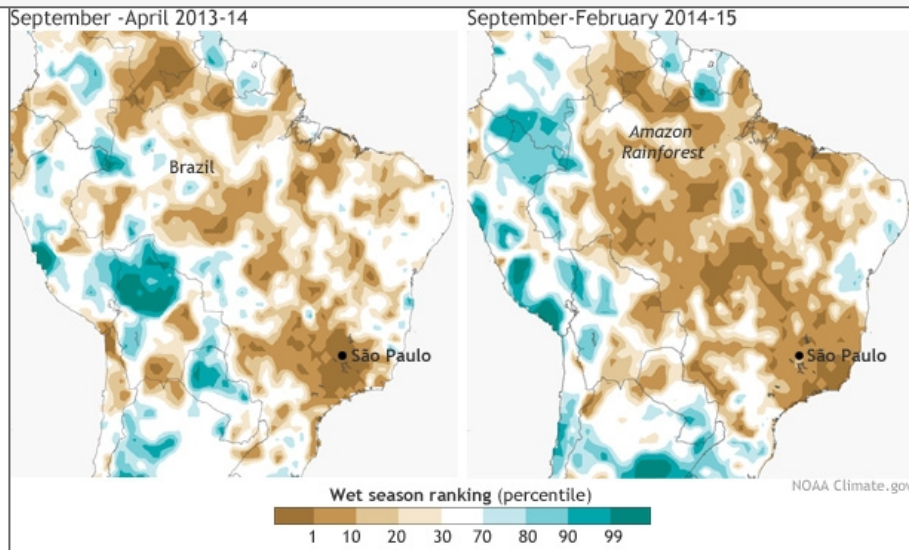 September -April 2013-14
September-February 2014-15
Brazil
São Paulo
Amazon
Rainforest
São Paulo
NOAA Climate.gov
Wet season ranking (percentile)
1 10 20 30 70 80 90 99